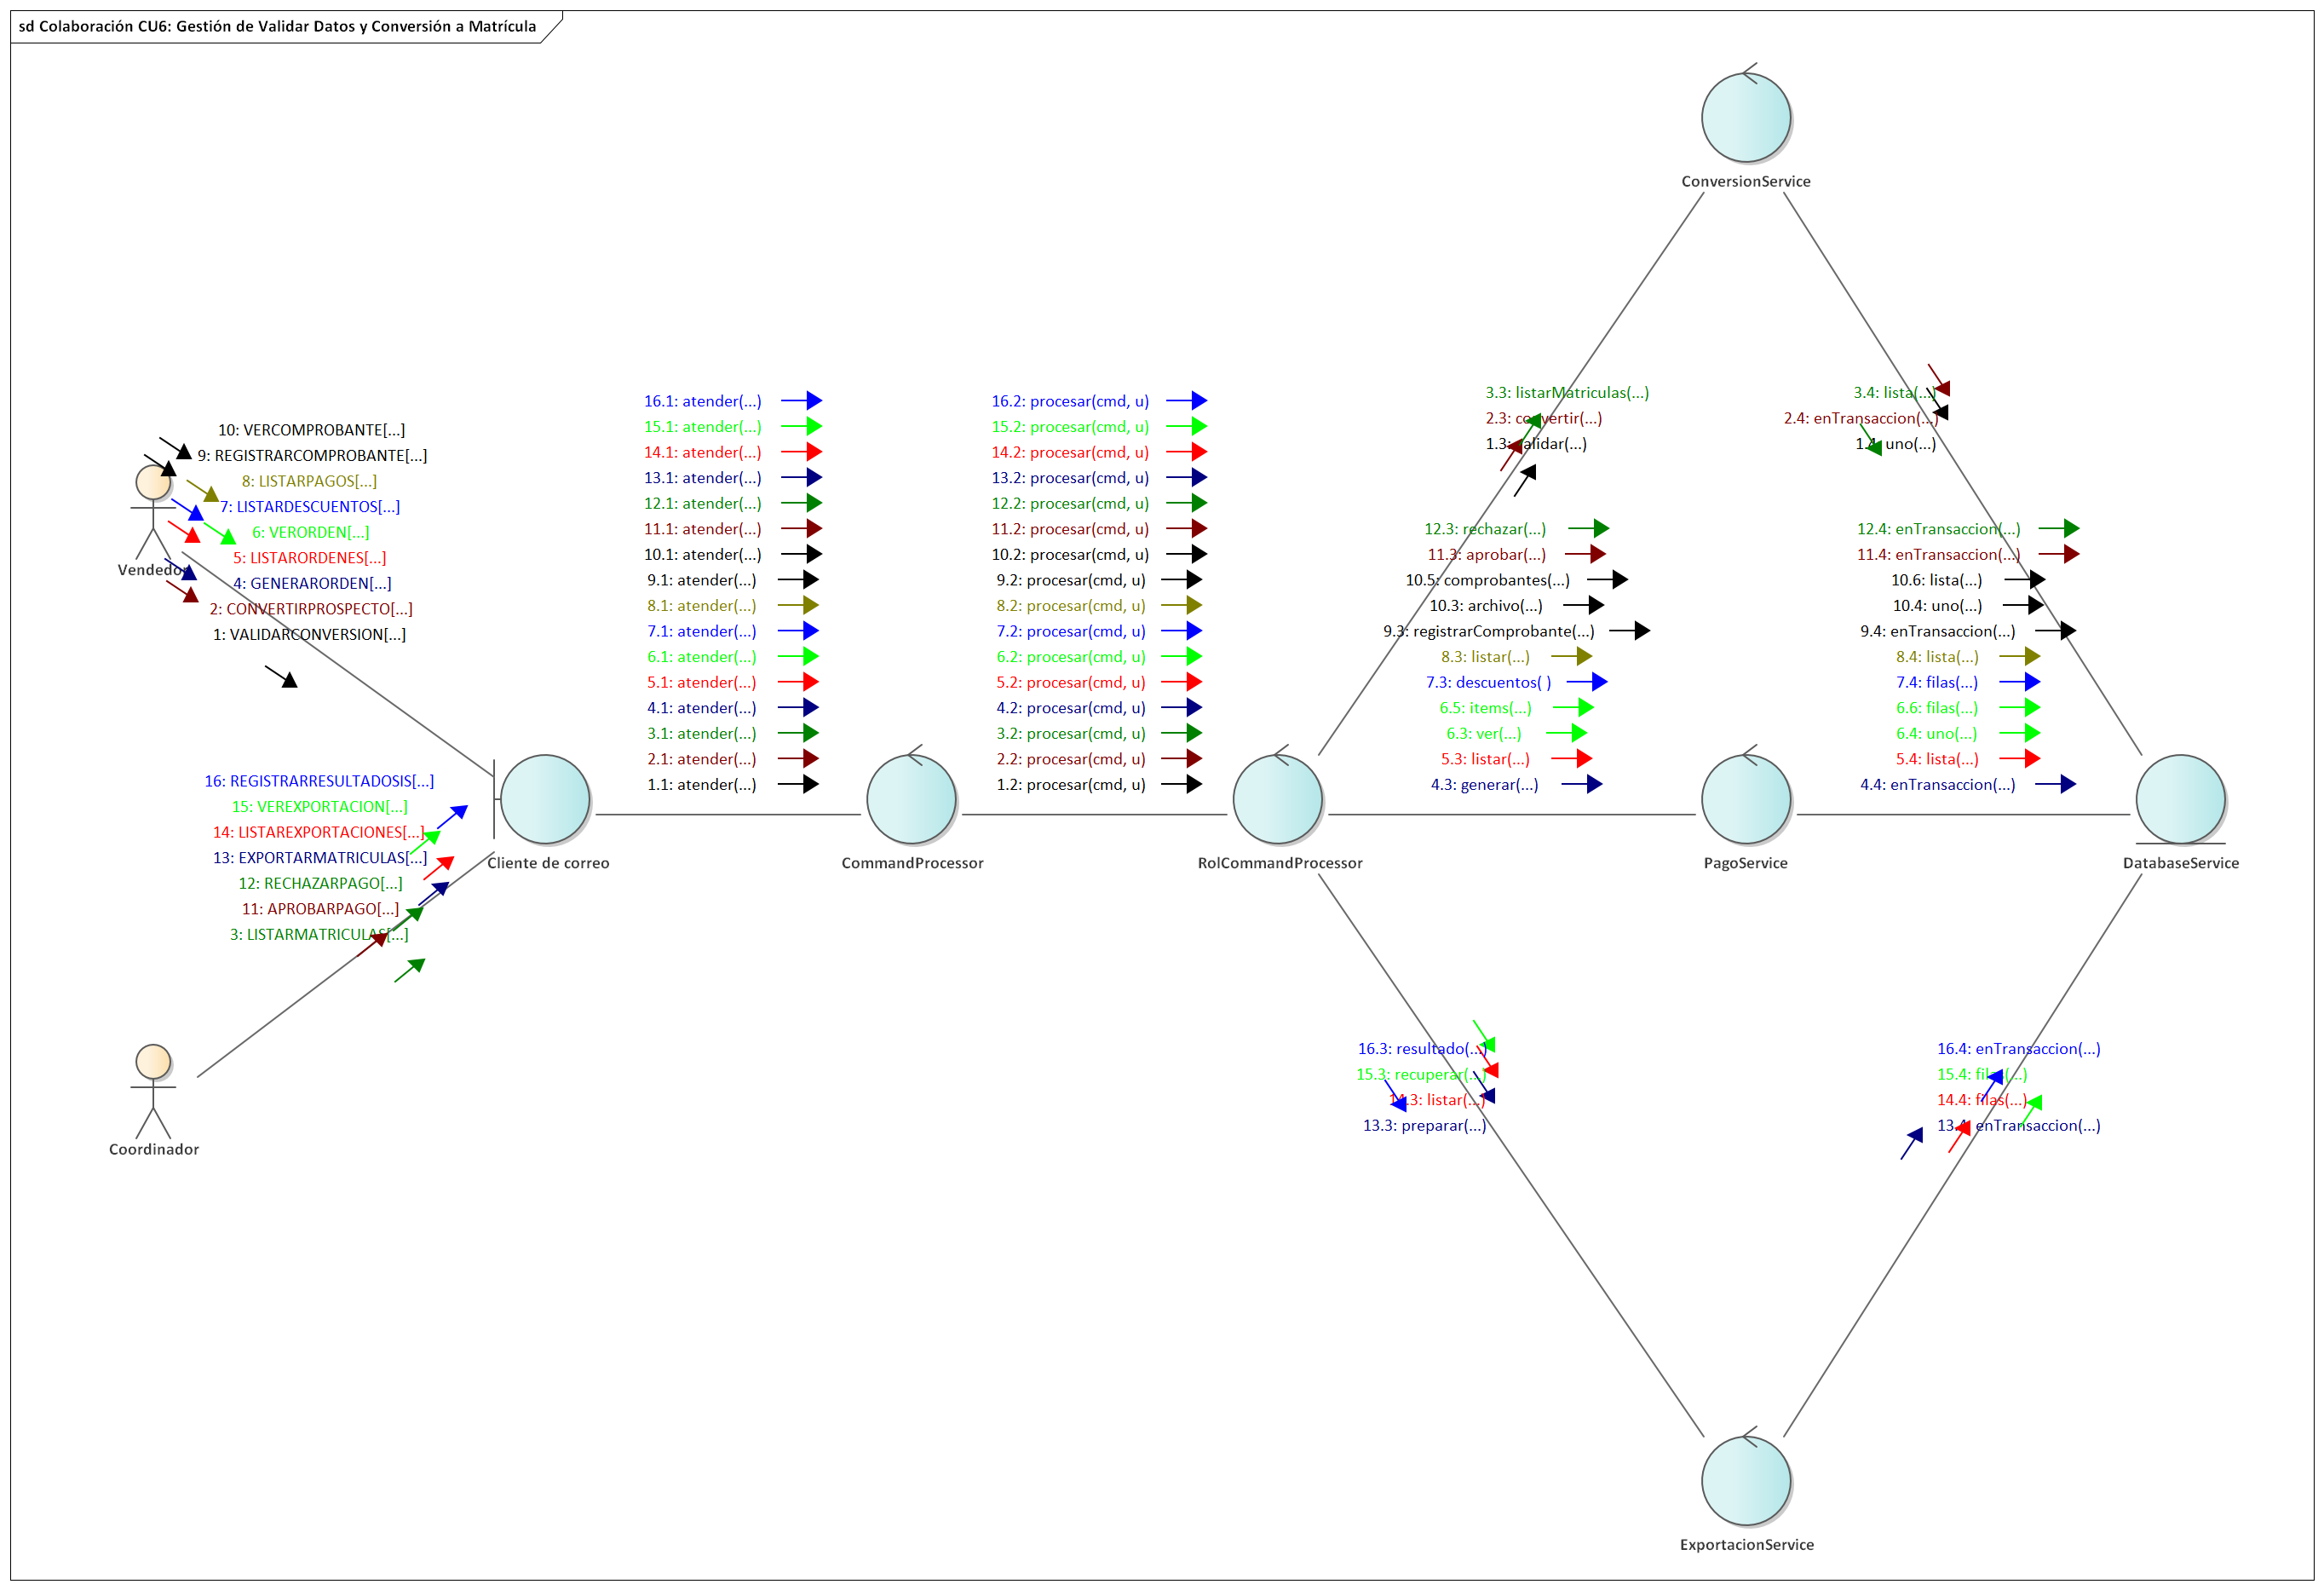 sd Colaboración CU6: Gestión de Validar Datos y Conversión a Matrícula
ConversionService
10: VERCOMPROBANTE[...]
9: REGISTRARCOMPROBANTE[...]
8: LISTARPAGOS[...]
7: LISTARDESCUENTOS[...]
6: VERORDEN[...]
5: LISTARORDENES[...]
4: GENERARORDEN[...]
2: CONVERTIRPROSPECTO[...]
1: VALIDARCONVERSION[...]
Vendedor
16: REGISTRARRESULTADOSIS[...]
15: VEREXPORTACION[...]
14: LISTAREXPORTACIONES[...]
13: EXPORTARMATRICULAS[...]
12: RECHAZARPAGO[...]
11: APROBARPAGO[...]
3: LISTARMATRICULAS[...]
Coordinador
Cliente de correo
16.1: atender(...)
15.1: atender(...)
14.1: atender(...)
13.1: atender(...)
12.1: atender(...)
11.1: atender(...)
10.1: atender(...)
9.1: atender(...)
8.1: atender(...)
7.1: atender(...)
6.1: atender(...)
5.1: atender(...)
4.1: atender(...)
3.1: atender(...)
2.1: atender(...)
1.1: atender(...)
CommandProcessor
16.2: procesar(cmd, u)
15.2: procesar(cmd, u)
14.2: procesar(cmd, u)
13.2: procesar(cmd, u)
12.2: procesar(cmd, u)
11.2: procesar(cmd, u)
10.2: procesar(cmd, u)
9.2: procesar(cmd, u)
8.2: procesar(cmd, u)
7.2: procesar(cmd, u)
6.2: procesar(cmd, u)
5.2: procesar(cmd, u)
4.2: procesar(cmd, u)
3.2: procesar(cmd, u)
2.2: procesar(cmd, u)
1.2: procesar(cmd, u)
RolCommandProcessor
3.3: listarMatriculas(...)
2.3: convertir(...)
1.3: validar(...)
12.3: rechazar(...)
11.3: aprobar(...)
10.5: comprobantes(...)
10.3: archivo(...)
9.3: registrarComprobante(...)
8.3: listar(...)
7.3: descuentos( )
6.5: items(...)
6.3: ver(...)
5.3: listar(...)
4.3: generar(...)
PagoService
3.4: lista(...)
2.4: enTransaccion(...)
1.4: uno(...)
12.4: enTransaccion(...)
11.4: enTransaccion(...)
10.6: lista(...)
10.4: uno(...)
9.4: enTransaccion(...)
8.4: lista(...)
7.4: filas(...)
6.6: filas(...)
6.4: uno(...)
5.4: lista(...)
4.4: enTransaccion(...)
DatabaseService
16.3: resultado(...)
15.3: recuperar(...)
14.3: listar(...)
13.3: preparar(...)
16.4: enTransaccion(...)
15.4: filas(...)
14.4: filas(...)
13.4: enTransaccion(...)
ExportacionService